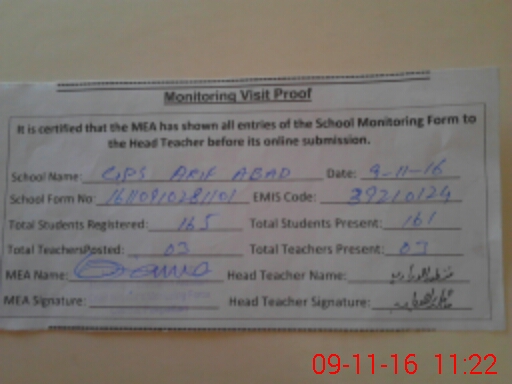 Monitoring Visit Proof
It is certified that the MEA has shown all entries of the School Monitoring Form to
the Head Teacher before its online submission.
School Name: GPS ARIF ABAD Date: 9-11-16
School Form No: 16110910281101 EMIS Code: 39210124
Total Students Registered: 165 Total Students Present: 161
Total TeachersPosted: 03 Total Teachers Present: 03
MEA Name: Head Teacher Name:
MEA Signature: Head Teacher Signature:
09-11-16 11:22